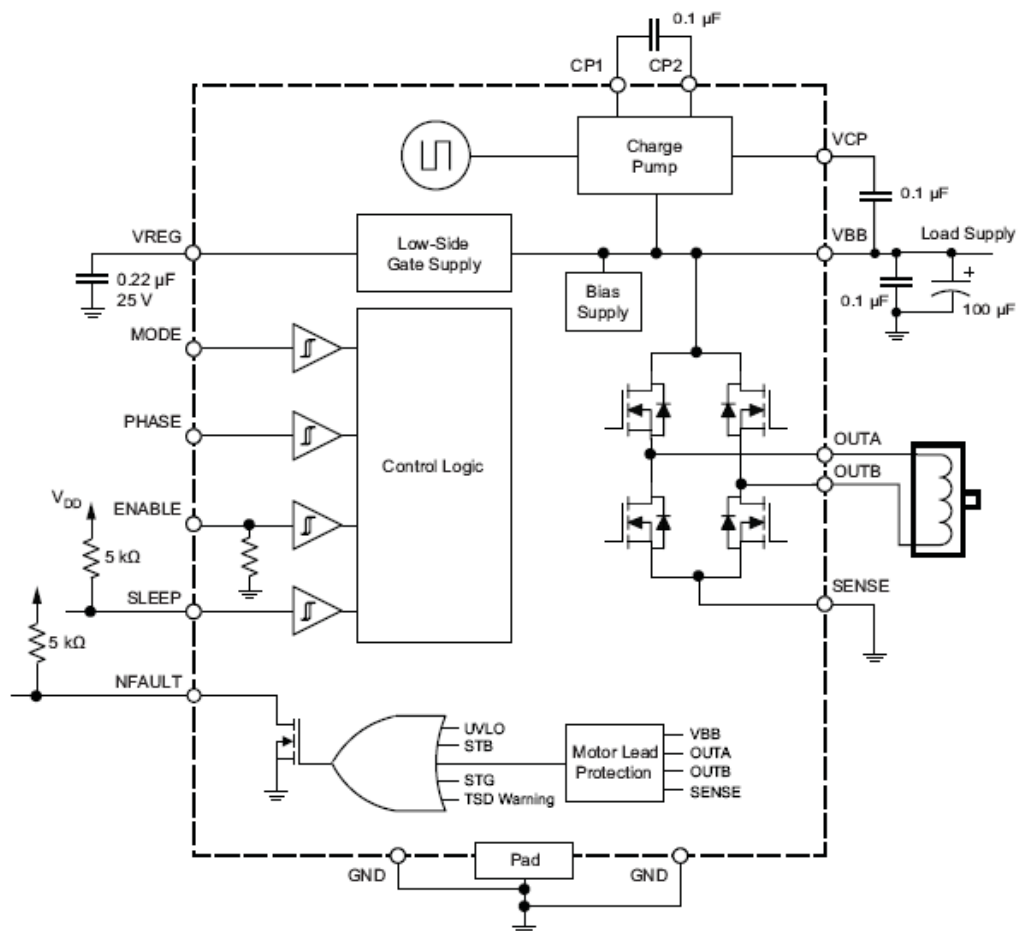 0.1 µF
CP1
CP2
Charge
Pump
VCP
0.1 µF
VREG
Low-Side
Gate Supply
VBB
Load Supply
0.22 µF
25 V
Bias
Supply
0.1 µF
+
100 µF
MODE
PHASE
Control Logic
OUTA
OUTB
VDD
ENABLE
5 kΩ
SLEEP
SENSE
5 kΩ
NFAULT
UVLO
STB
STG
TSD Warning
Motor Lead
Protection
VBB
OUTA
OUTB
SENSE
GND
Pad
GND